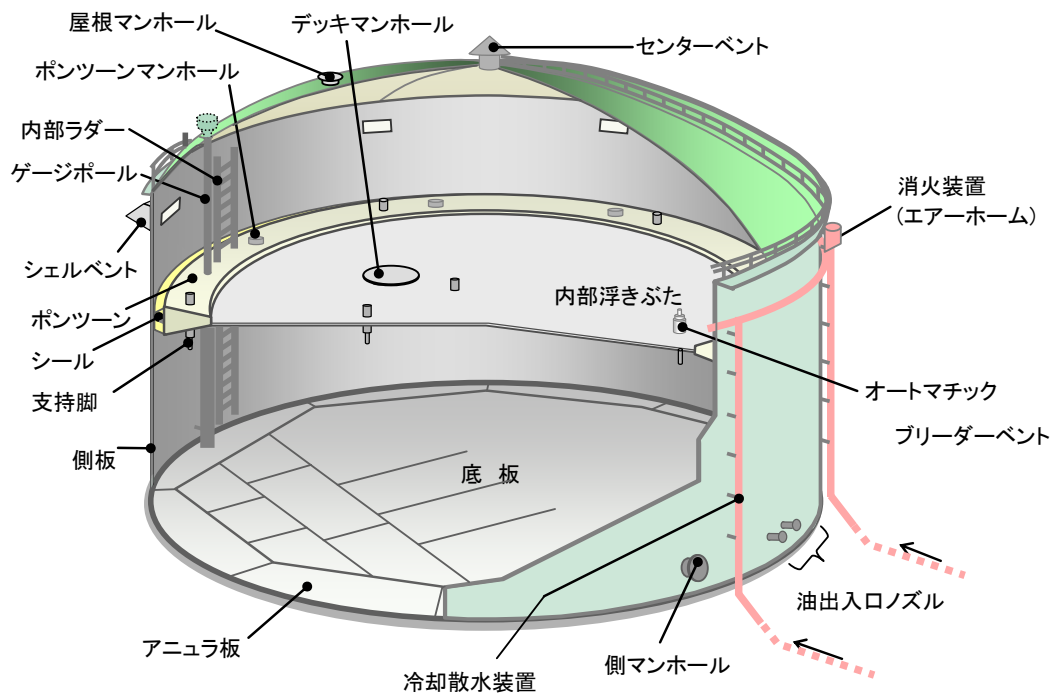 屋根マンホール
デッキマンホール
センターベント
ポンツーンマンホール
内部ラダー
ゲージポール
消火装置
(エアーホーム)
シェルベント
内部浮きぶた
ポンツーン
シール
支持脚
オートマチック
ブリーダーベント
側板
底 板
油出入口ノズル
アニュラ板
側マンホール
冷却散水装置